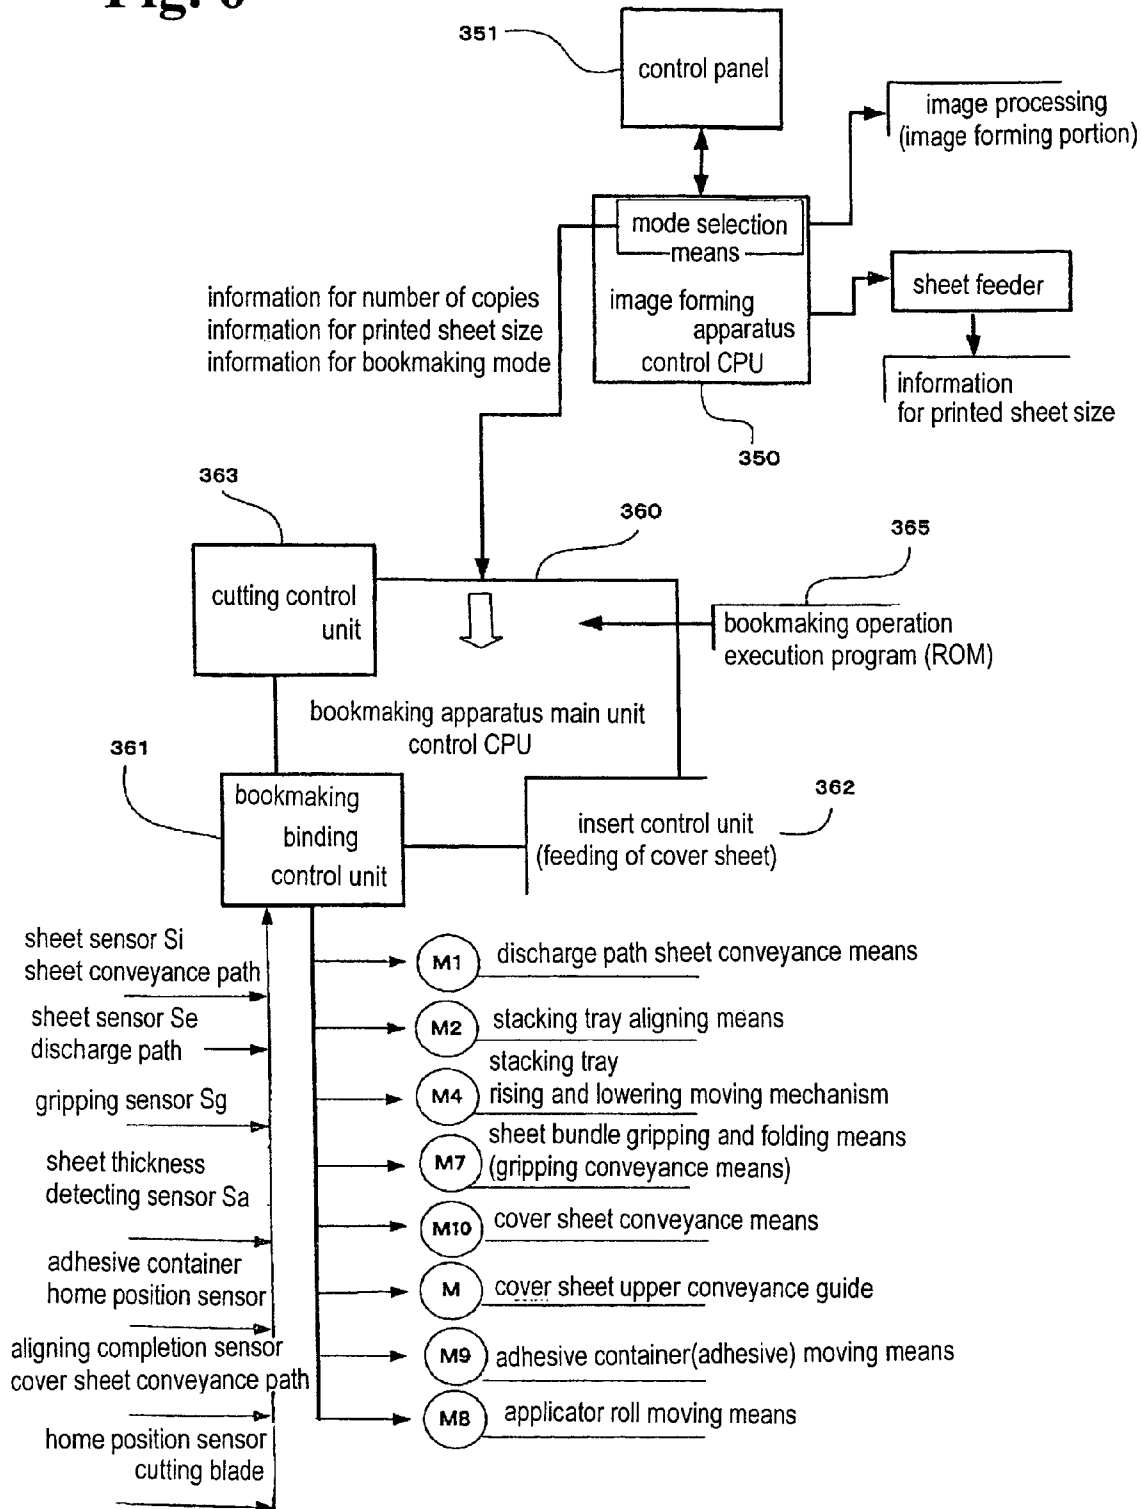 Fig. 6
351
control panel
image processing
(image forming portion)
mode selection
means
image forming
apparatus
control CPU
sheet feeder
information
for printed sheet size
350
information for number of copies
information for printed sheet size
information for bookmaking mode
363
360
365
cutting control
unit
bookmaking operation
execution program (ROM)
bookmaking apparatus main unit
control CPU
361
362
bookmaking
binding
control unit
insert control unit
(feeding of cover sheet)
sheet sensor Si
sheet conveyance path
sheet sensor Se
discharge path
gripping sensor Sg
sheet thickness
detecting sensor Sa
adhesive container
home position sensor
aligning completion sensor
cover sheet conveyance path
home position sensor
cutting blade
M1 discharge path sheet conveyance means
M2 stacking tray aligning means
stacking tray
M4 rising and lowering moving mechanism
sheet bundle gripping and folding means
M7 (gripping conveyance means)
M10 cover sheet conveyance means
M cover sheet upper conveyance guide
M9 adhesive container(adhesive) moving means
M8 applicator roll moving means